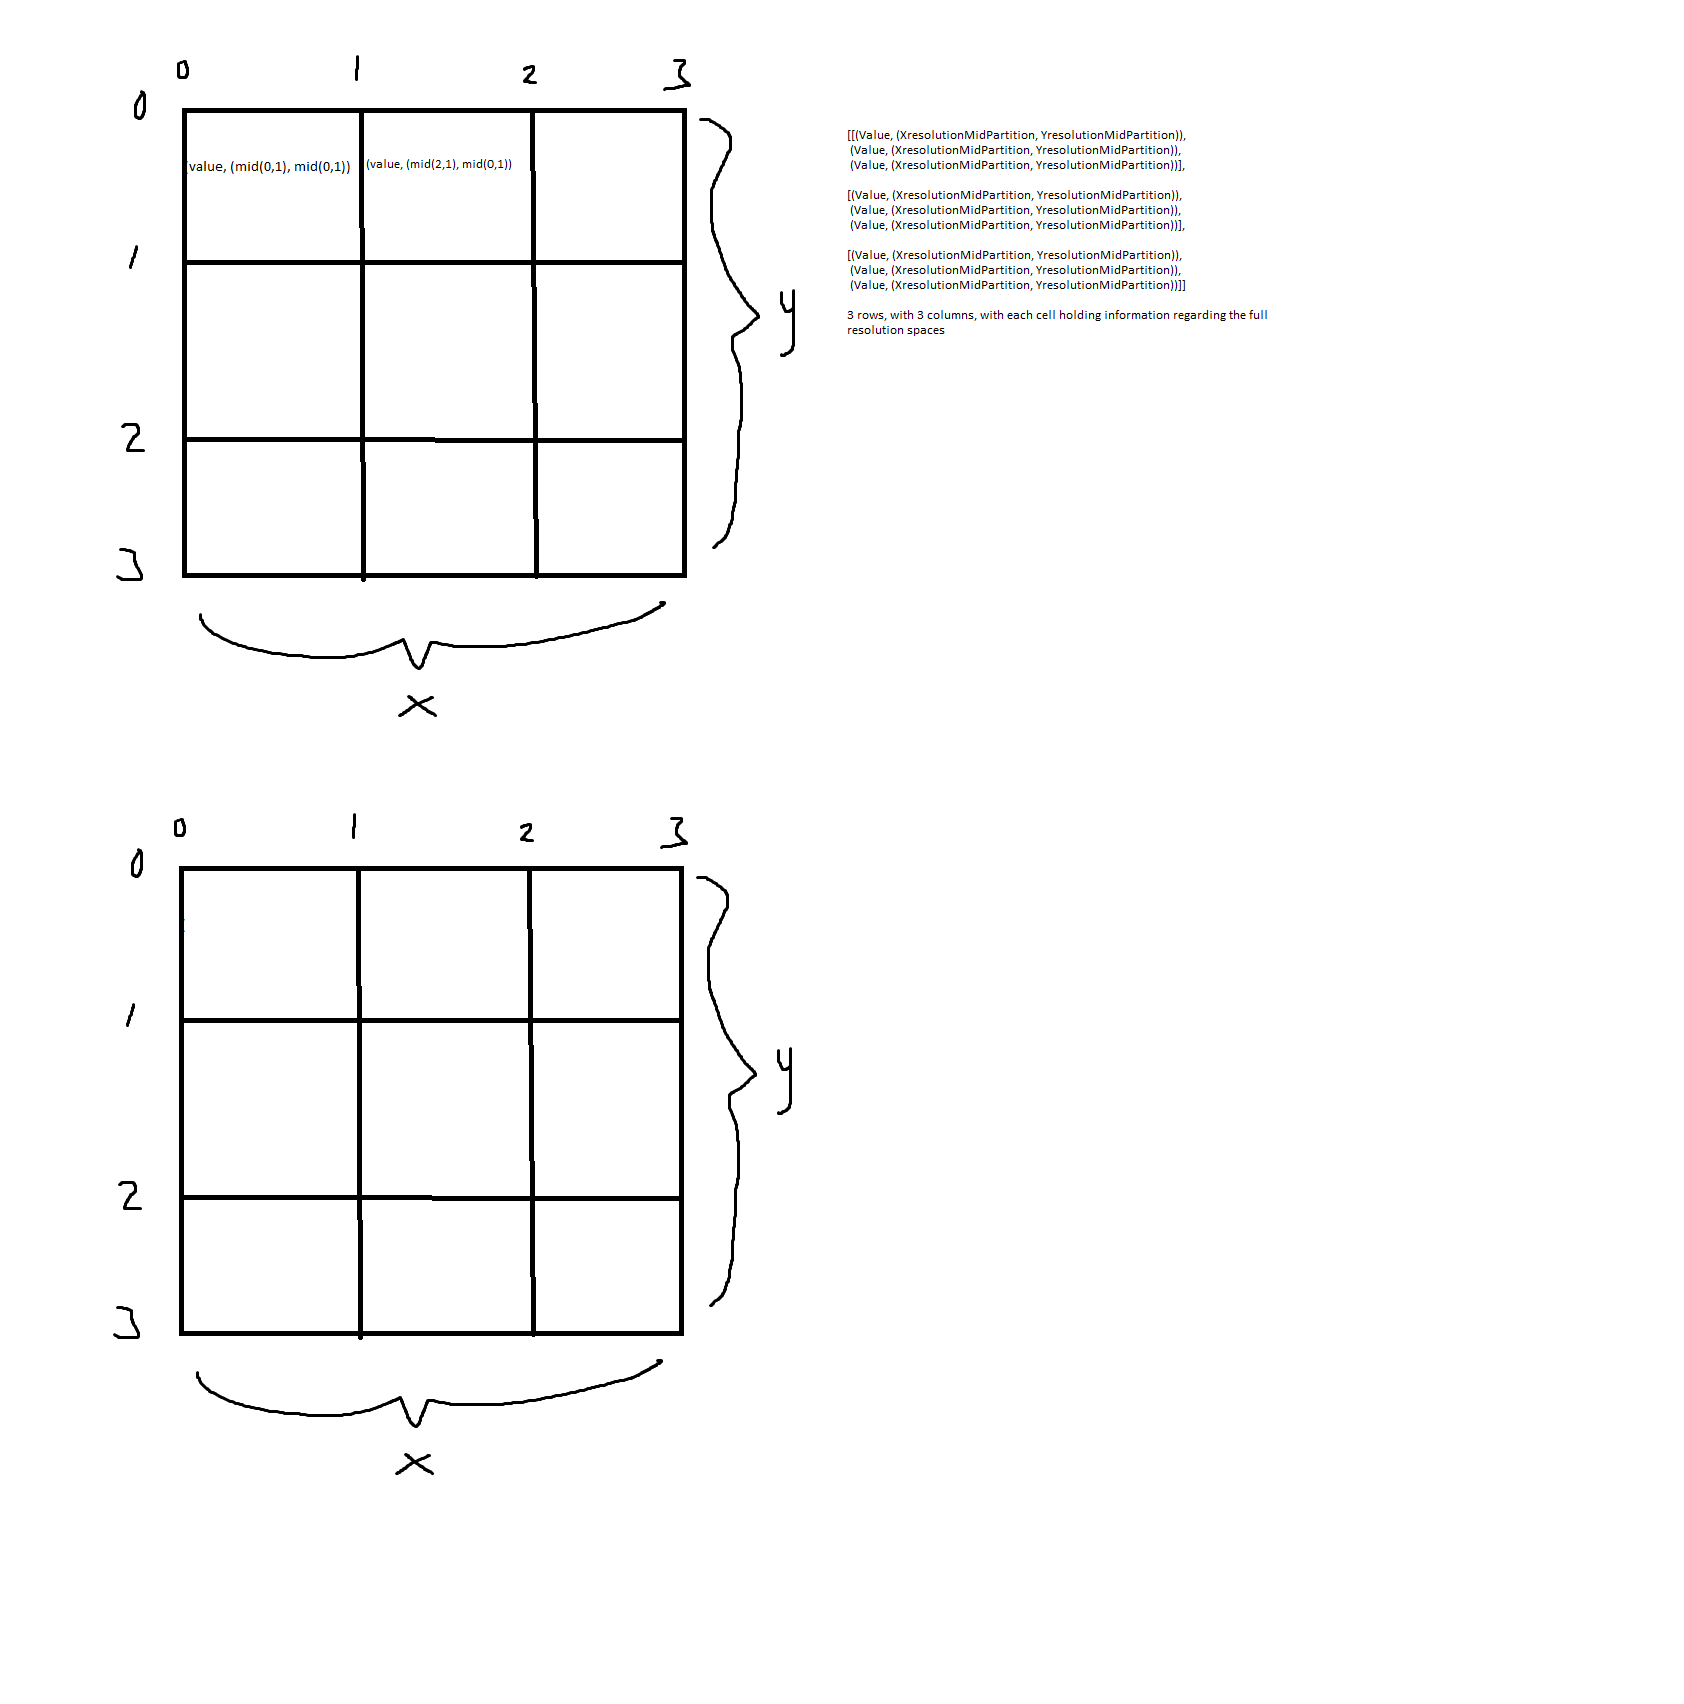 0 1 2 3
0
(value, (mid(0,1), mid(0,1)) (value, (mid(2,1), mid(0,1))
1
2
3
y
x
[[(Value, (XresolutionMidPartition, YresolutionMidPartition)),
(Value, (XresolutionMidPartition, YresolutionMidPartition)),
(Value, (XresolutionMidPartition, YresolutionMidPartition))],
[(Value, (XresolutionMidPartition, YresolutionMidPartition)),
(Value, (XresolutionMidPartition, YresolutionMidPartition)),
(Value, (XresolutionMidPartition, YresolutionMidPartition))],
[(Value, (XresolutionMidPartition, YresolutionMidPartition)),
(Value, (XresolutionMidPartition, YresolutionMidPartition)),
(Value, (XresolutionMidPartition, YresolutionMidPartition))]]
3 rows, with 3 columns, with each cell holding information regarding the full
resolution spaces
0 1 2 3
0
1
2
3
y
x